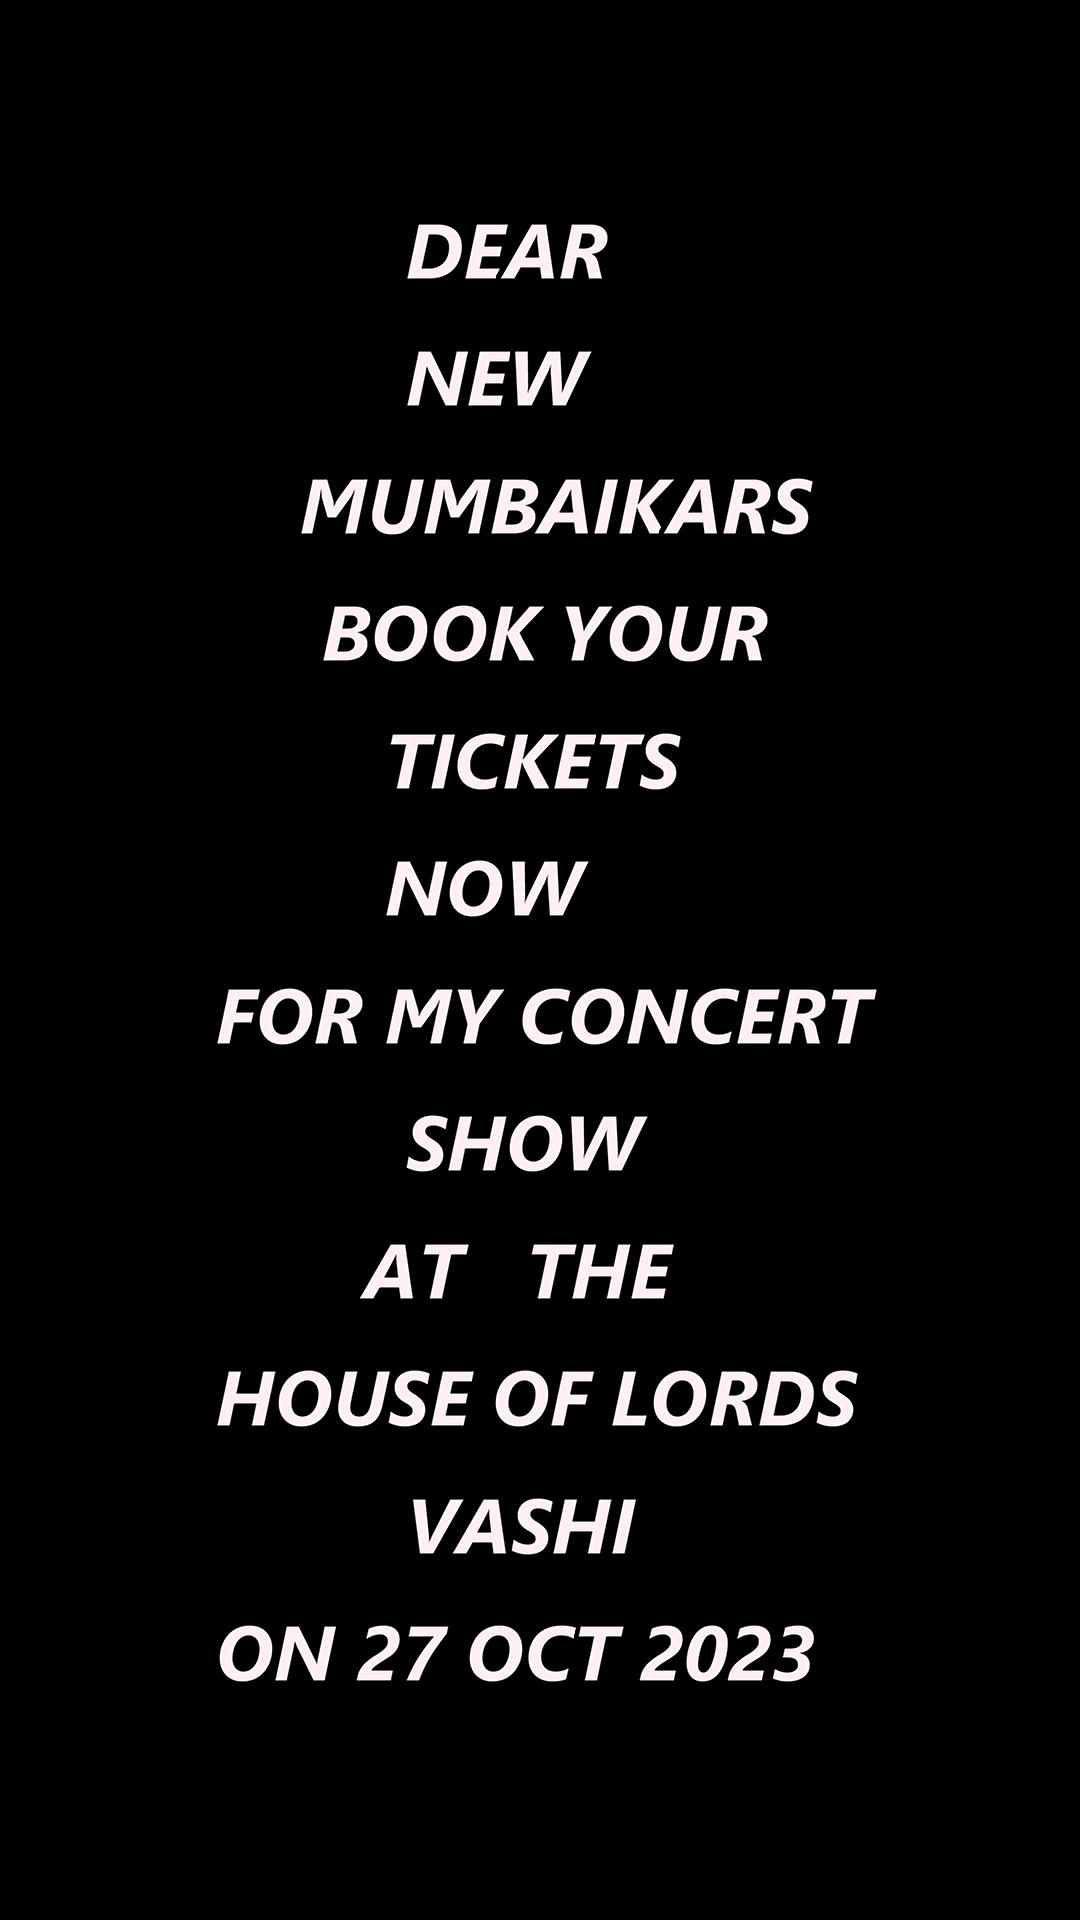 DEAR
NEW
MUMBAIKARS
BOOK YOUR
TICKETS
NOW
FOR MY CONCERT
SHOW
AT THE
HOUSE OF LORDS
VASHI
ON 27 OCT 2023